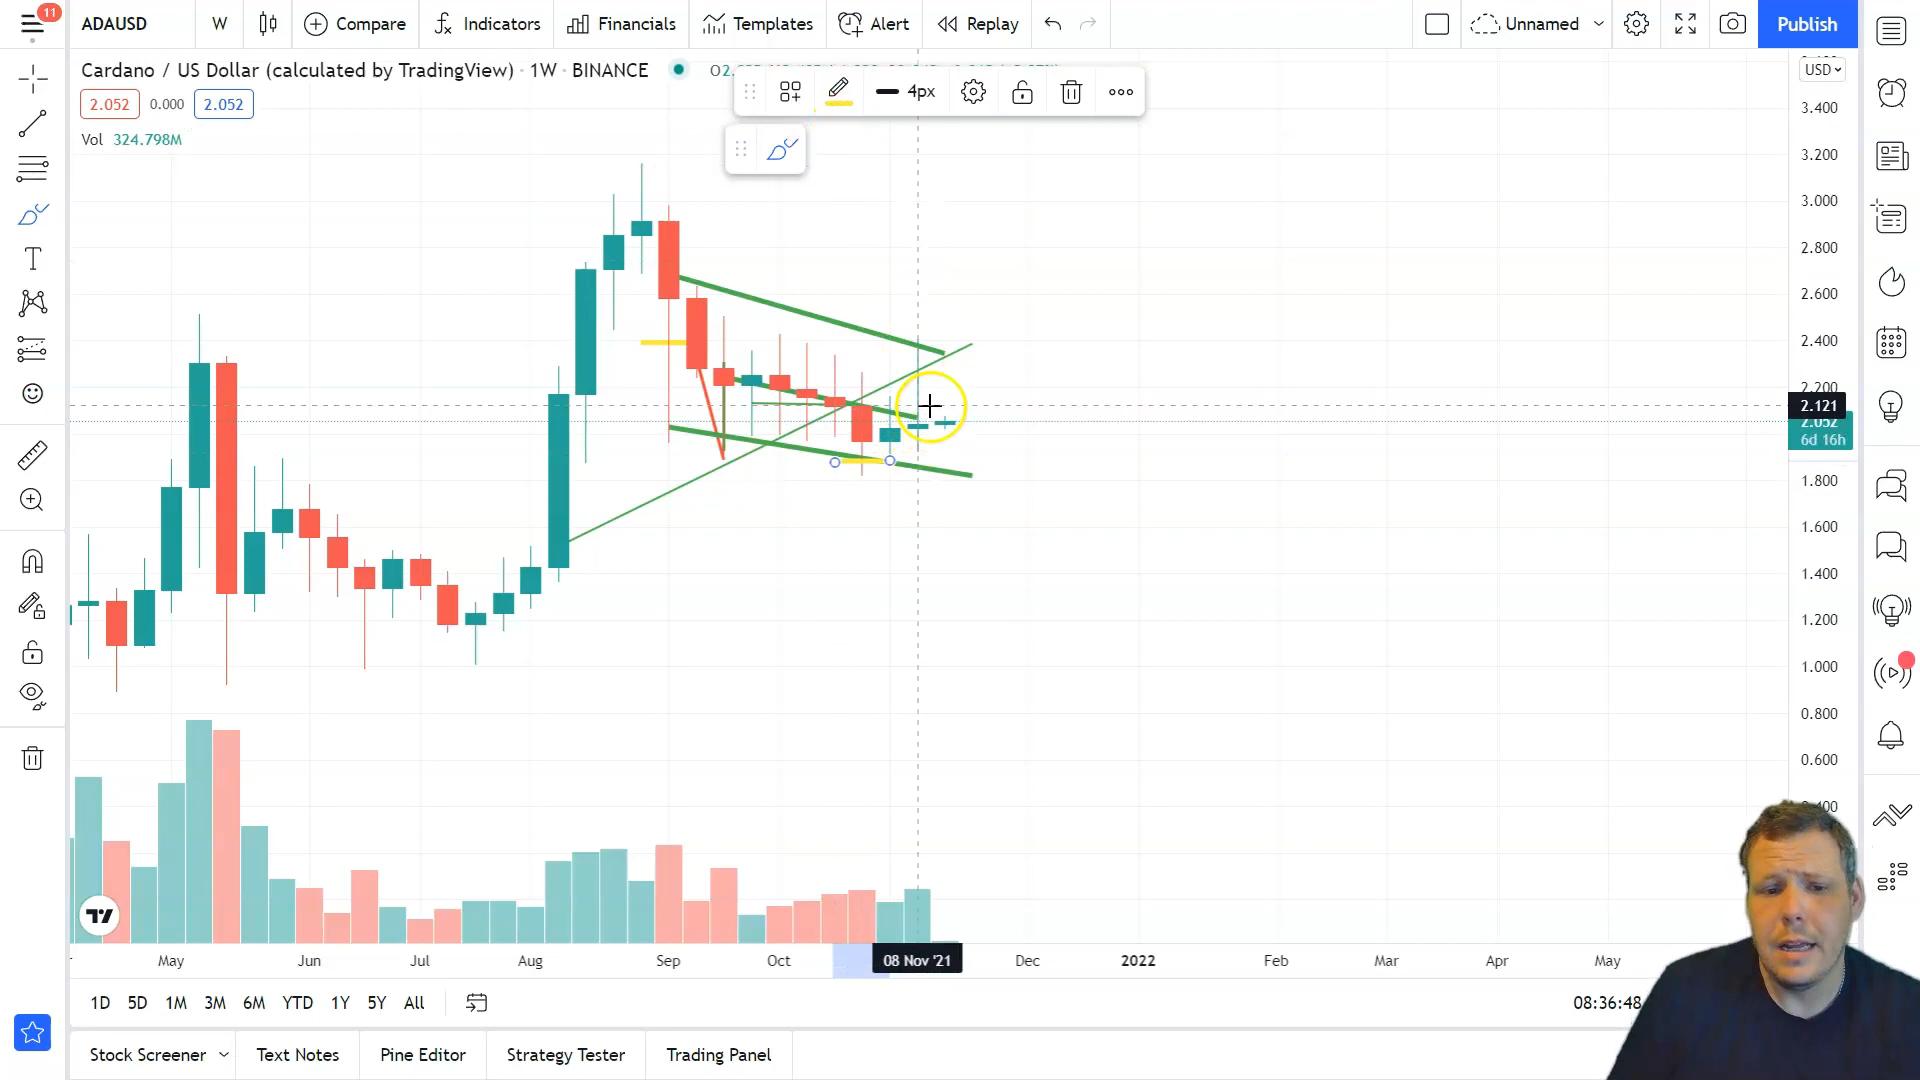 11
ADAUSD
W
Compare
Indicators
Financials
Templates
Alert
Replay
Unnamed
Publish
Cardano / US Dollar (calculated by TradingView) · 1W · BINANCE
USD
2.052
0.000
2.052
4px
Vol 324.798M
3.400
3.200
3.000
2.800
2.600
2.400
2.200
2.121
2.052
6d 16h
1.800
1.600
1.400
1.200
1.000
0.800
0.600
May
Jun
Jul
Aug
Sep
Oct
08 Nov '21
Dec
2022
Feb
Mar
Apr
May
1D
5D
1M
3M
6M
YTD
1Y
5Y
All
08:36:48
Stock Screener
Text Notes
Pine Editor
Strategy Tester
Trading Panel